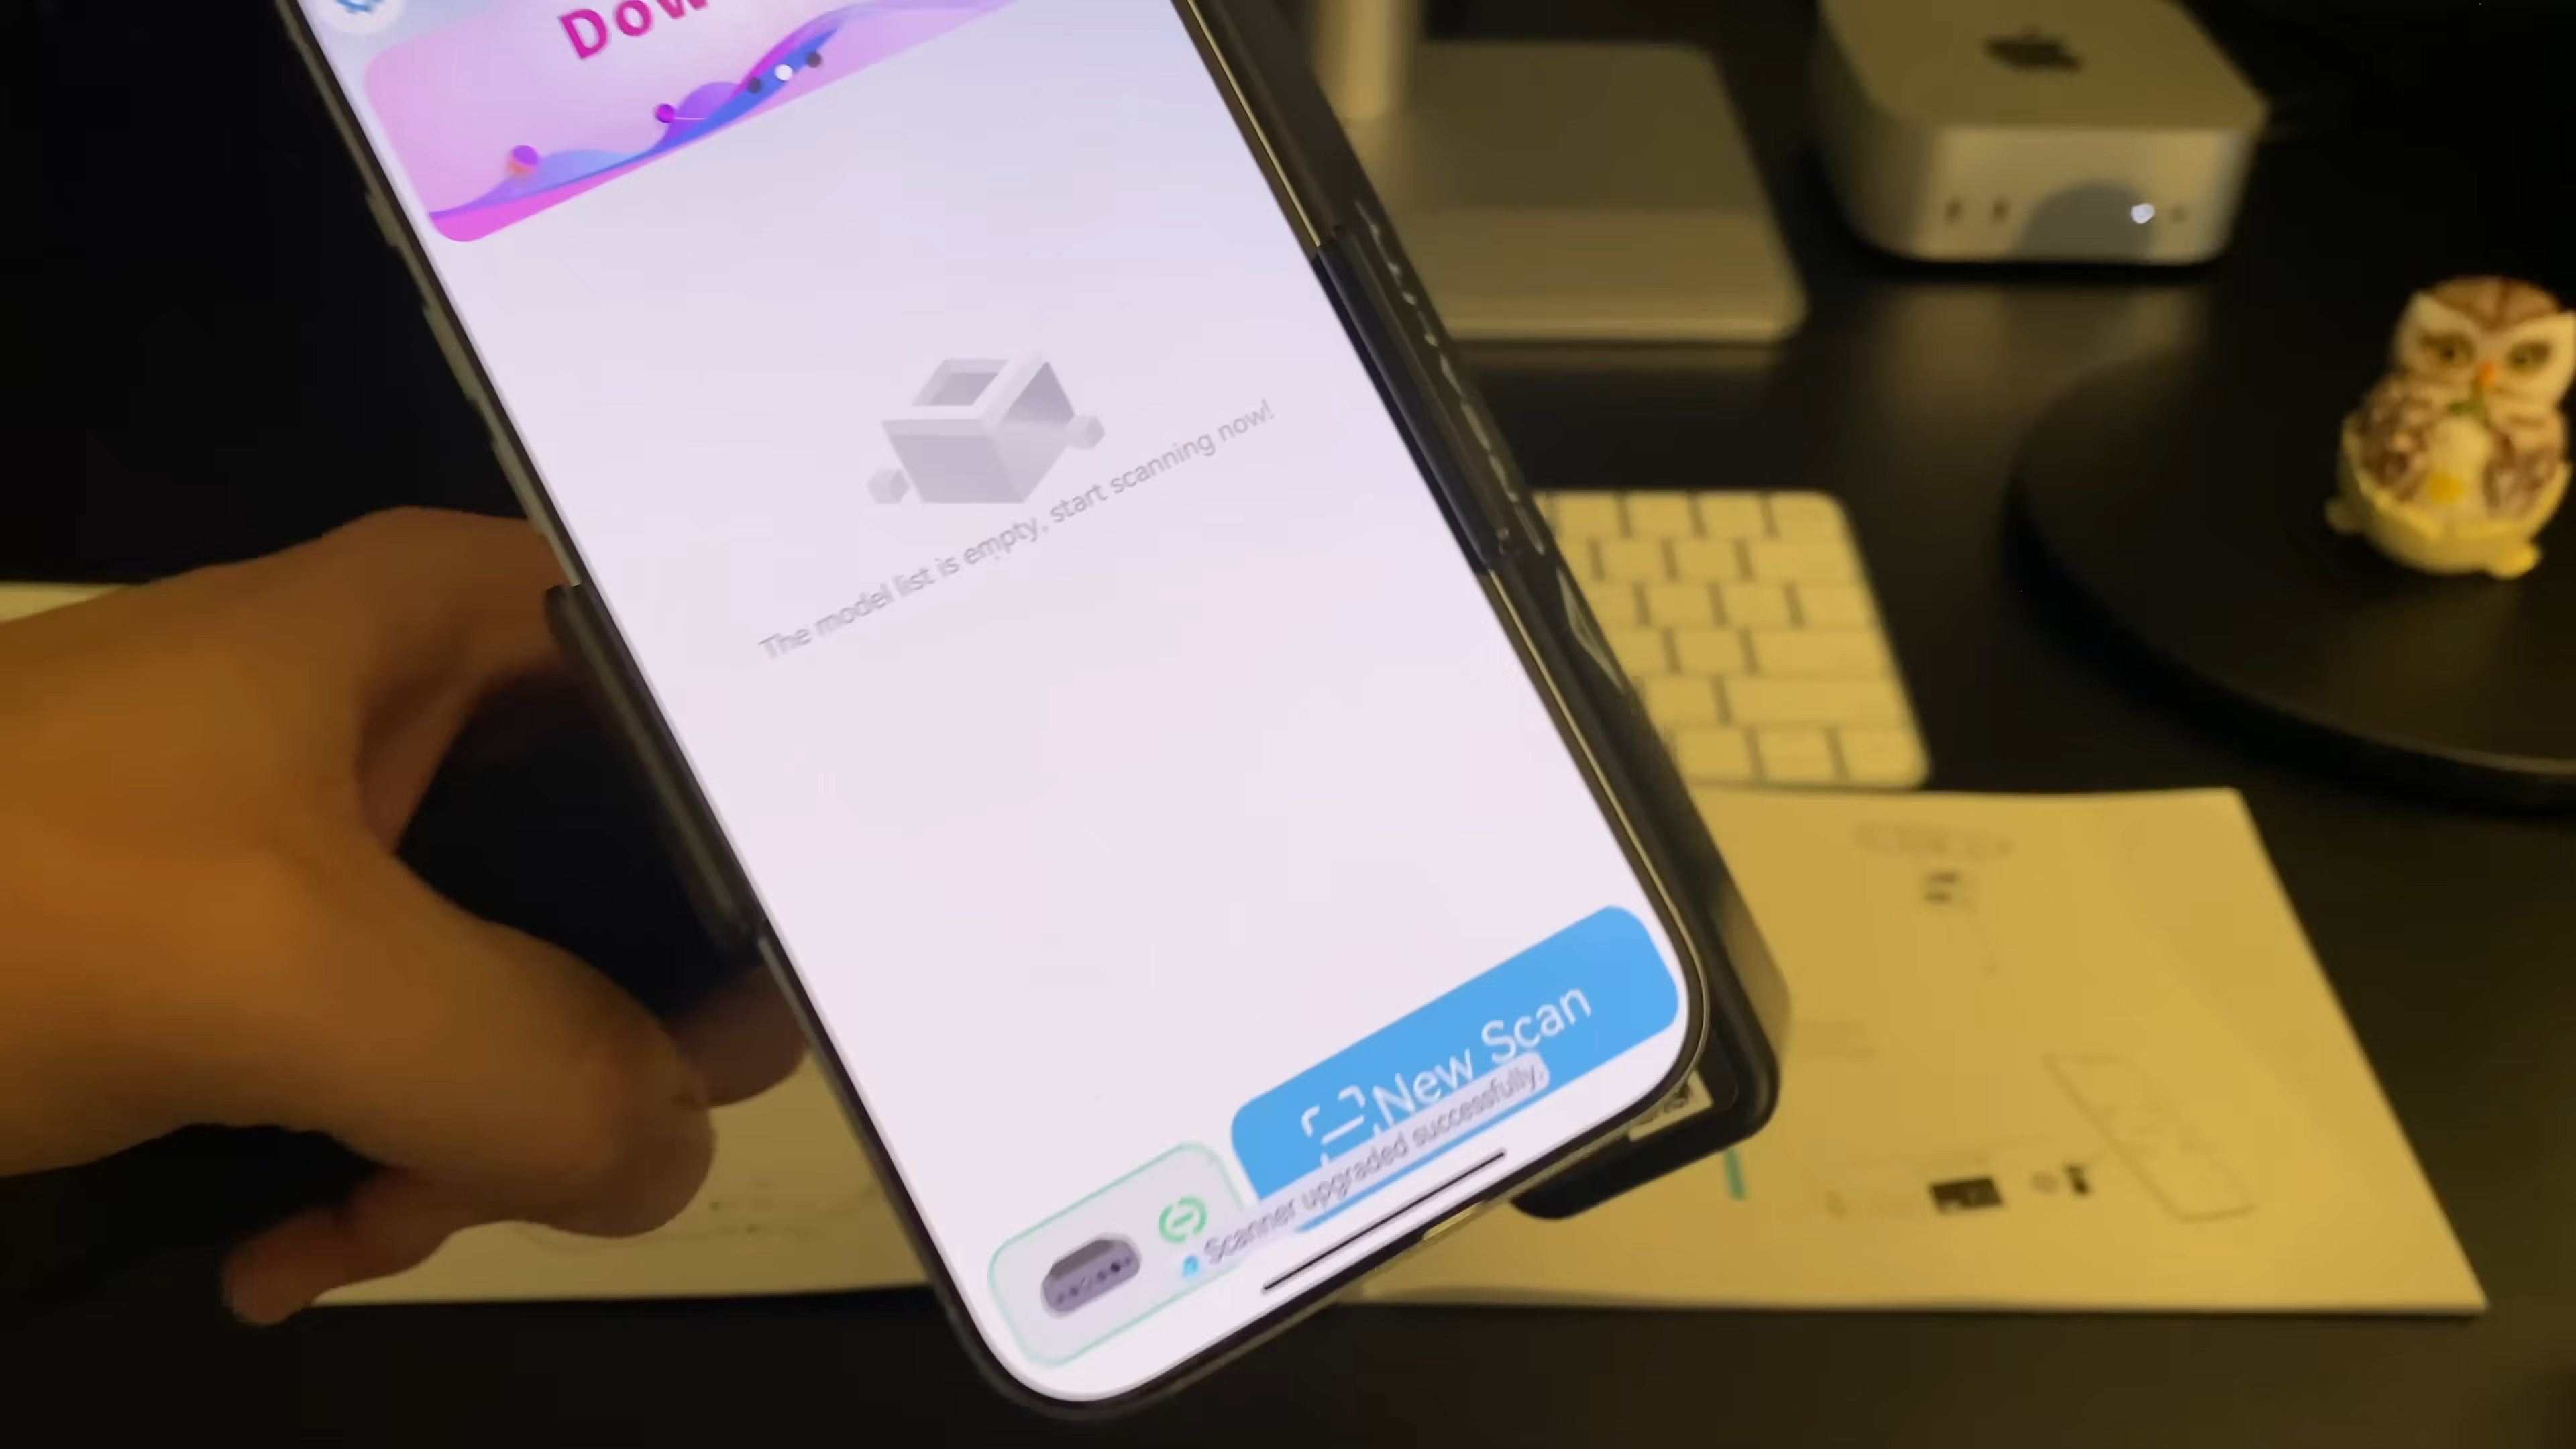 Dow
The model list is empty, start scanning now!
New Scan
Scanner upgraded successfully.